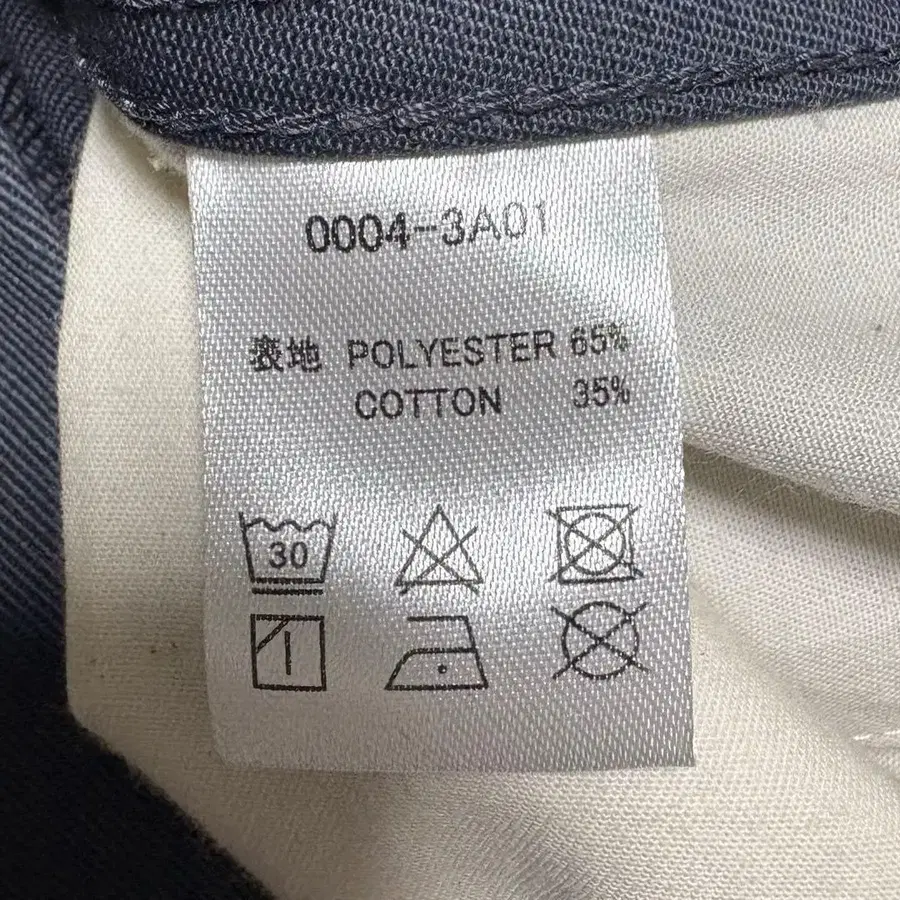 0004-3A01
表地 POLYESTER 65%
COTTON 35%
30